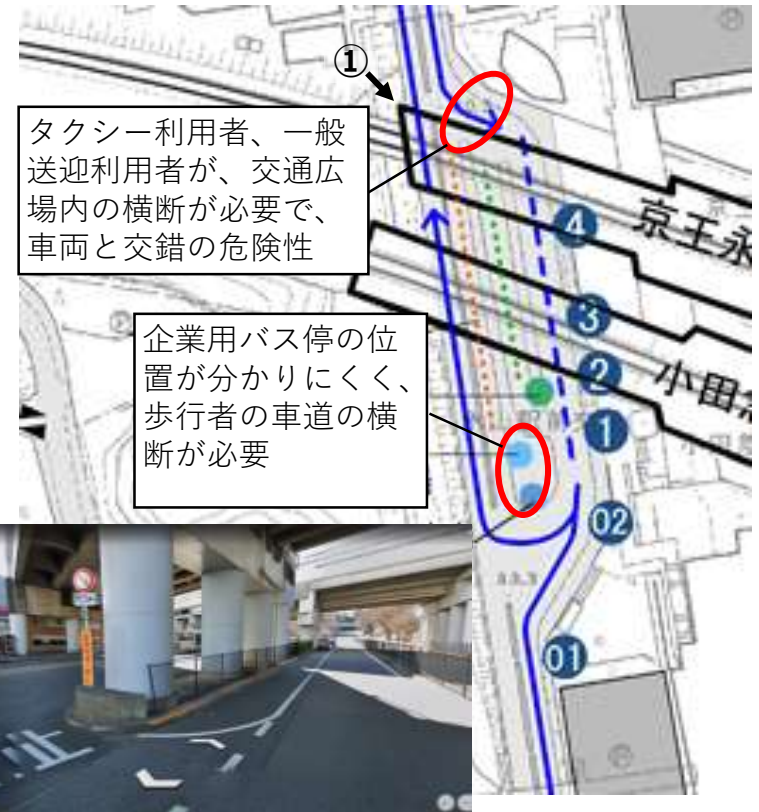 ①
タクシー利用者、一般
送迎利用者が、交通広
場内の横断が必要で、
車両と交錯の危険性
京王永
4
3
企業用バス停の位
置が分かりにくく、
歩行者の車道の横
断が必要
2
小田急
1
02
01